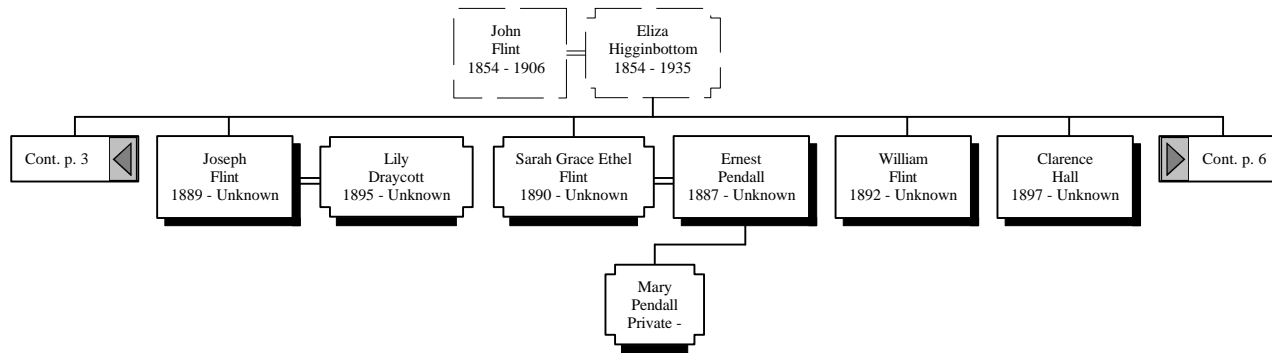 John
Flint
1854 - 1906
Eliza
Higginbottom
1854 - 1935
Cont. p. 3
Joseph
Flint
1889 - Unknown
Lily
Draycott
1895 - Unknown
Sarah Grace Ethel
Flint
1890 - Unknown
Ernest
Pendall
1887 - Unknown
William
Flint
1892 - Unknown
Clarence
Hall
1897 - Unknown
Cont. p. 6
Mary
Pendall
Private -